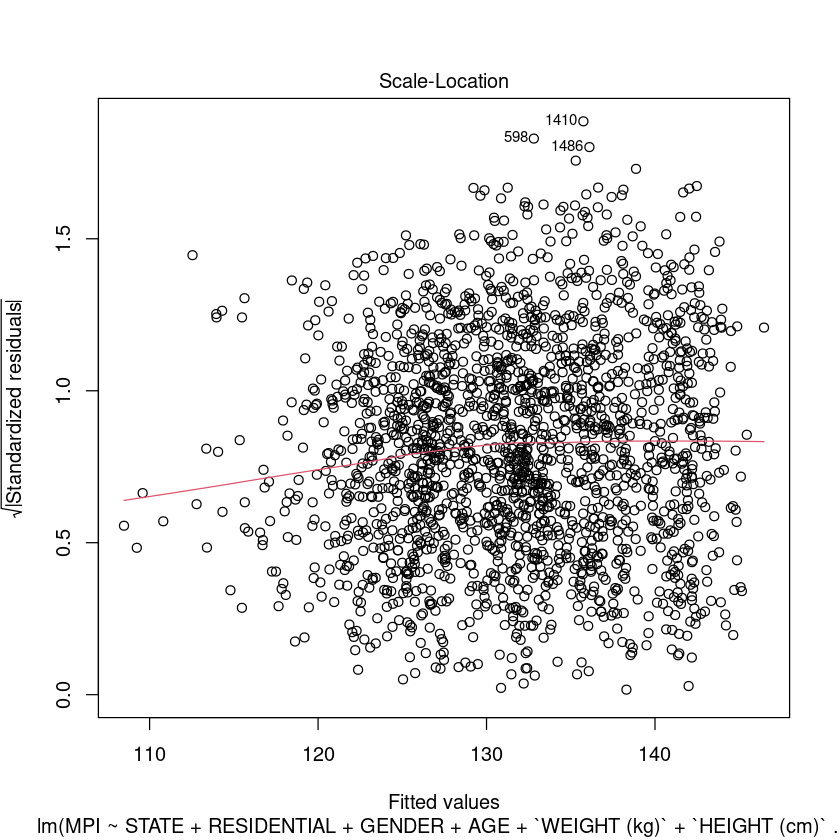 Scale-Location
1410
598
1486
√|Standardized residuals|
1.5
1.0
0.5
0.0
110 120 130 140
Fitted values
lm(MPI ~ STATE + RESIDENTIAL + GENDER + AGE + `WEIGHT (kg)` + `HEIGHT (cm)` .